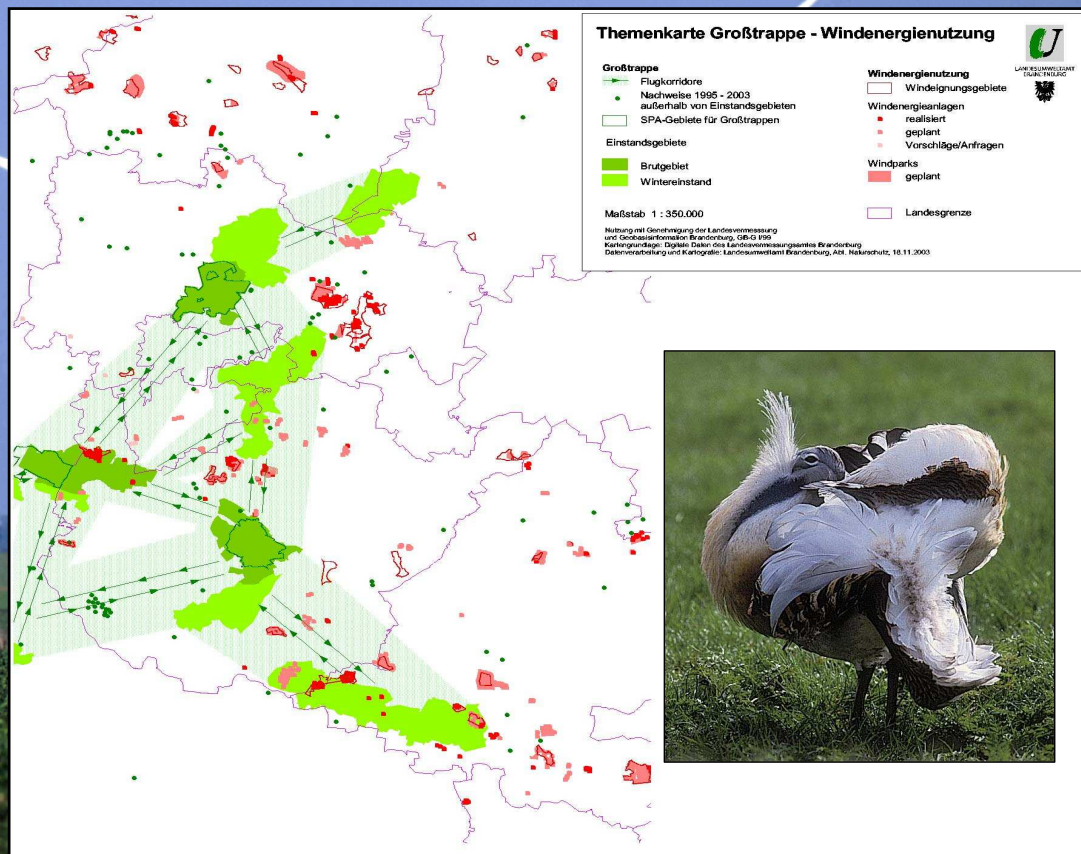 Themenkarte Großtrappe - Windenergienutzung
LANDESUMWELTAMT
BRANDENBURG
Großtrappe
Flugkorridore
Nachweise 1995 - 2003
außerhalb von Einstandsgebieten
SPA-Gebiete für Großtrappen
Einstandsgebiete
Brutgebiet
Wintereinstand
Maßstab 1 : 350.000
Nutzung mit Genehmigung der Landesvermessung
und Geobasisinformation Brandenburg, GB-G I/99
Kartengrundlage: Digitale Daten des Landesvermessungsamtes Brandenburg
Datenverarbeitung und Kartografie: Landesumweltamt Brandenburg, Abt. Naturschutz, 18.11.2003
Windenergienutzung
Windeignungsgebiete
Windenergieanlagen
realisiert
geplant
Vorschläge/Anfragen
Windparks
geplant
Landesgrenze